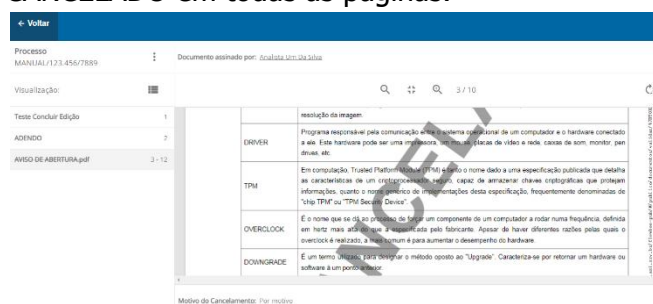 CANCELADO em todas as páginas.
← Voltar
Processo
MANUAL/123.456/7889
Documento assinado por: Analista Um Da Silva
Visualização:
3 / 10
Teste Concluir Edição 1
ADENDO 2
AVISO DE ABERTURA.pdf 3 - 12
resolução da imagem.
DRIVER
Programa responsável pela comunicação entre o sistema operacional de um computador e o hardware conectado
a ele. Este hardware pode ser uma impressora, um mouse, placas de vídeo e rede, caixas de som, monitor, pen
drives, etc.
TPM
Em computação, Trusted Platform Module (TPM) é tanto o nome dado a uma especificação publicada que detalha
as características de um criptoprocessador seguro, capaz de armazenar chaves criptográficas que protejam
informações, quanto o nome genérico de implementações desta especificação, frequentemente denominadas de
"chip TPM" ou "TPM Security Device".
OVERCLOCK
É o nome que se dá ao processo de forçar um componente de um computador a rodar numa frequência, definida
em hertz mais alta do que a especificada pelo fabricante. Apesar de haver diferentes razões pelas quais o
overclock é realizado, a mais comum é para aumentar o desempenho do hardware
DOWNGRADE
É um termo utilizado para designar o método oposto ao "Upgrade". Caracteriza-se por retornar um hardware ou
software à um ponto anterior.
NCELA
Motivo do Cancelamento: Por motivo